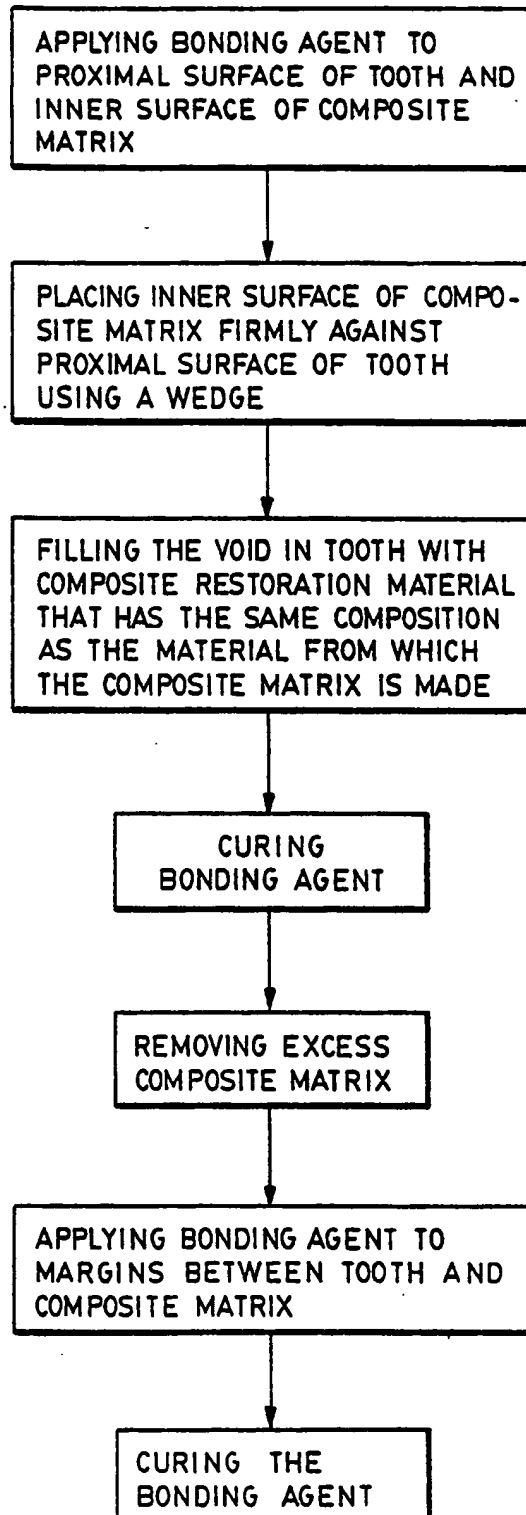 APPLYING BONDING AGENT TO
PROXIMAL SURFACE OF TOOTH AND
INNER SURFACE OF COMPOSITE
MATRIX
PLACING INNER SURFACE OF COMPO-
SITE MATRIX FIRMLY AGAINST
PROXIMAL SURFACE OF TOOTH
USING A WEDGE
FILLING THE VOID IN TOOTH WITH
COMPOSITE RESTORATION MATERIAL
THAT HAS THE SAME COMPOSITION
AS THE MATERIAL FROM WHICH
THE COMPOSITE MATRIX IS MADE
CURING
BONDING AGENT
REMOVING EXCESS
COMPOSITE MATRIX
APPLYING BONDING AGENT TO
MARGINS BETWEEN TOOTH AND
COMPOSITE MATRIX
CURING THE
BONDING AGENT